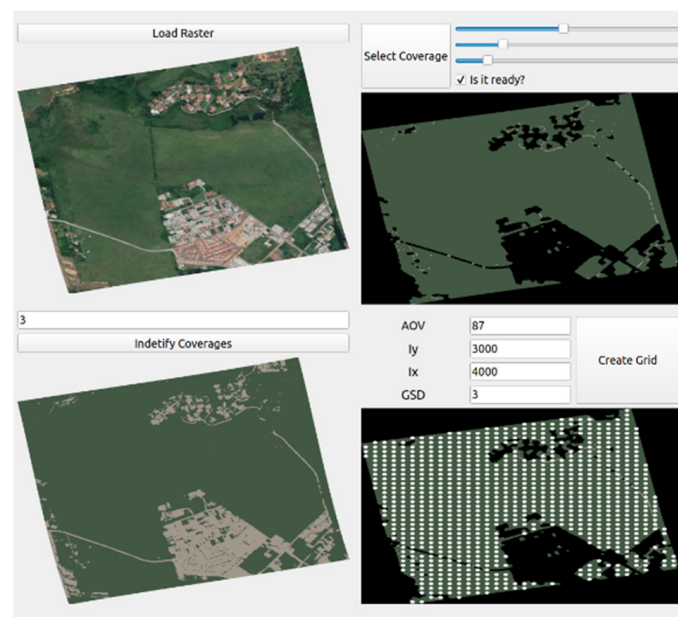 Load Raster
Select Coverage
Is it ready?
3
Indetify Coverages
AOV
87
Iy
3000
Ix
4000
GSD
3
Create Grid